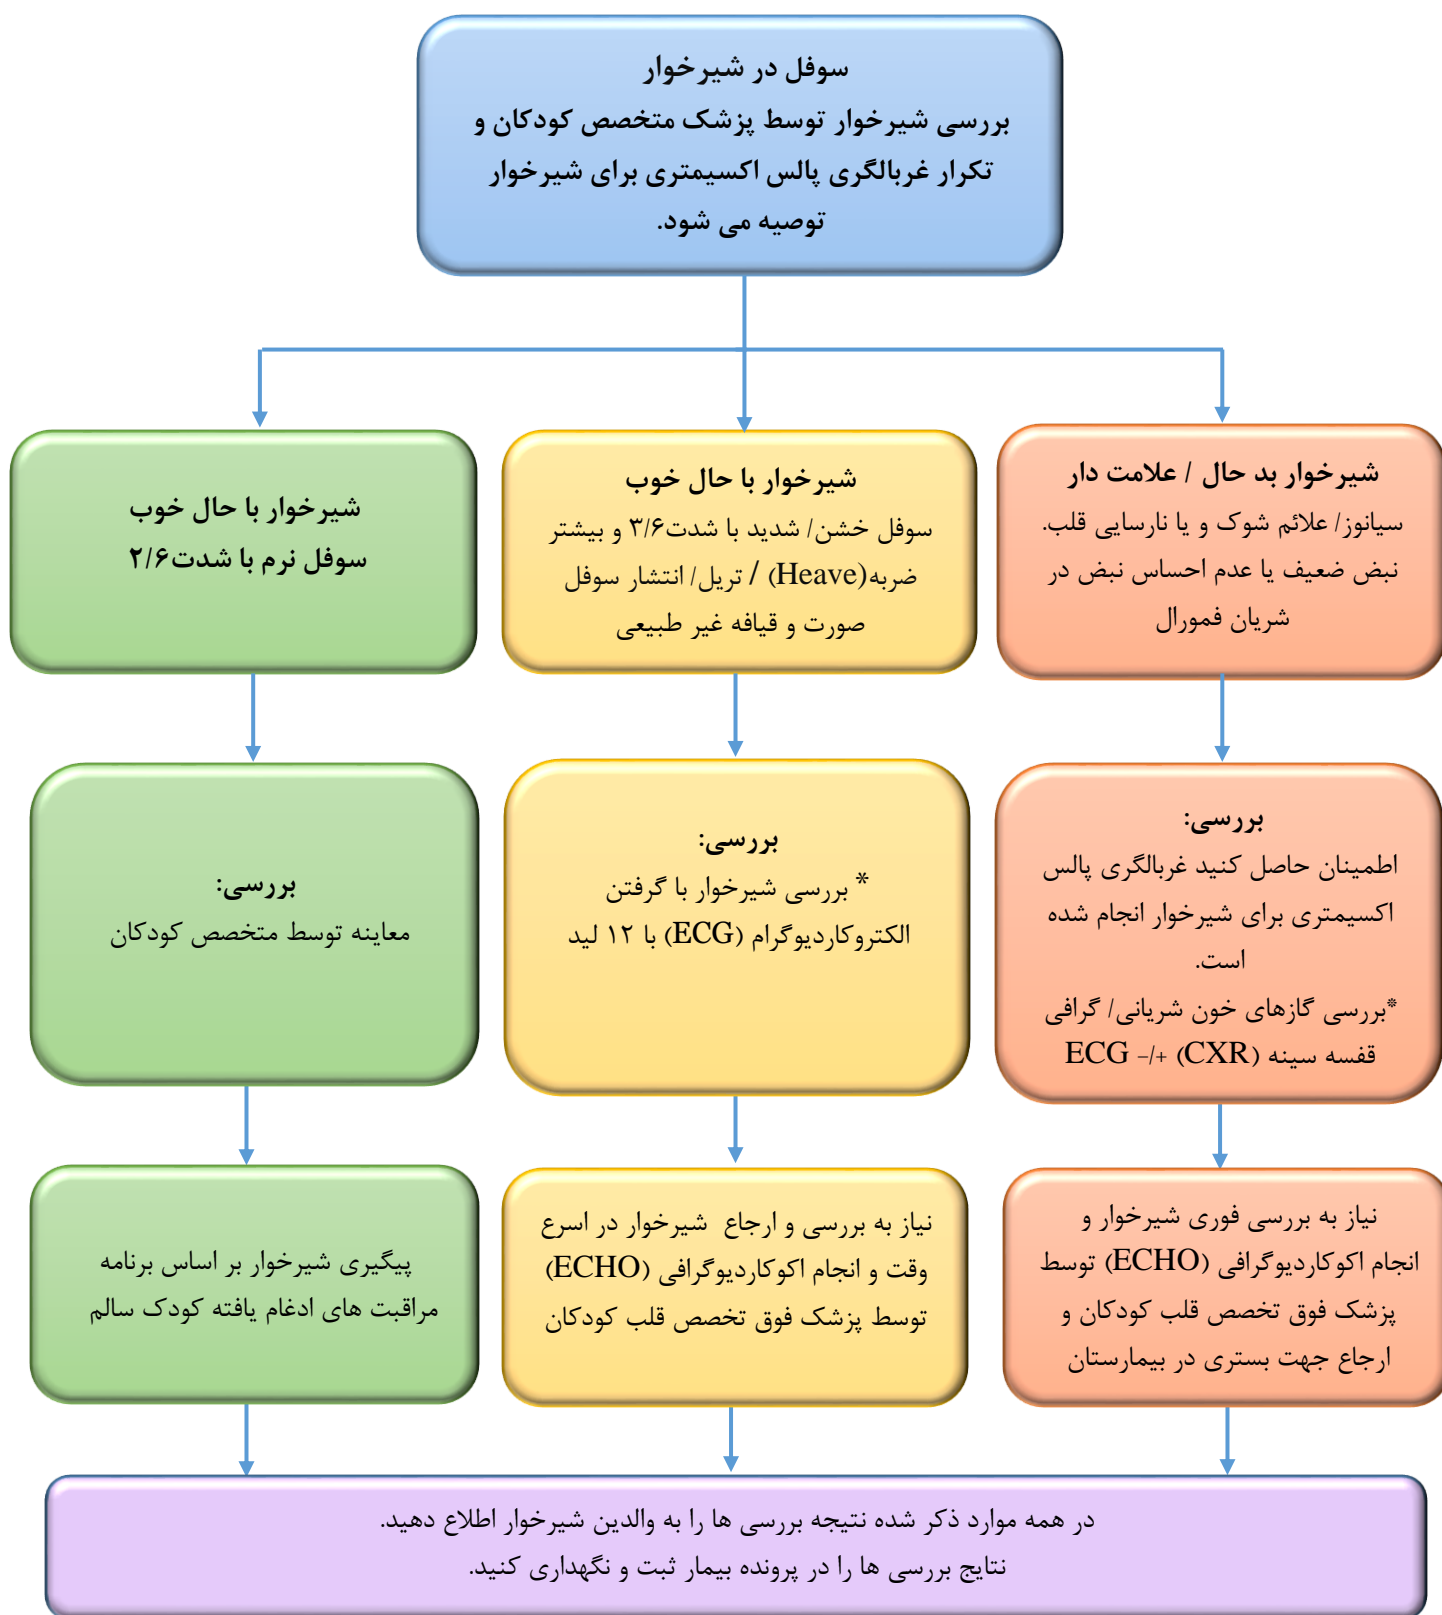 سوفل در شیرخوار
بررسی شیرخوار توسط پزشک متخصص کودکان و
تکرار غربالگری پالس اکسیمتری برای شیرخوار
توصیه می شود.
شیرخوار بد حال / علامت دار
سیانوز/ علائم شوک و یا نارسایی قلب.
نبض ضعیف یا عدم احساس نبض در
شریان فمورال
شیرخوار با حال خوب
سوفل خشن/ شدید با شدت۳/۶ و بیشتر
ضربه(Heave) / تریل/ انتشار سوفل
صورت و قیافه غیر طبیعی
شیرخوار با حال خوب
سوفل نرم با شدت۲/۶
بررسی:
اطمینان حاصل کنید غربالگری پالس
اکسیمتری برای شیرخوار انجام شده
است.
*بررسی گازهای خون شریانی/ گرافی
قفسه سینه (CXR) +/- ECG
بررسی:
* بررسی شیرخوار با گرفتن
الکتروکاردیوگرام (ECG) با ۱۲ لید
بررسی:
معاینه توسط متخصص کودکان
نیاز به بررسی فوری شیرخوار و
انجام اکوکاردیوگرافی (ECHO) توسط
پزشک فوق تخصص قلب کودکان و
ارجاع جهت بستری در بیمارستان
نیاز به بررسی و ارجاع شیرخوار در اسرع
وقت و انجام اکوکاردیوگرافی (ECHO)
توسط پزشک فوق تخصص قلب کودکان
پیگیری شیرخوار بر اساس برنامه
مراقبت های ادغام یافته کودک سالم
در همه موارد ذکر شده نتیجه بررسی ها را به والدین شیرخوار اطلاع دهید.
نتایج بررسی ها را در پرونده بیمار ثبت و نگهداری کنید.